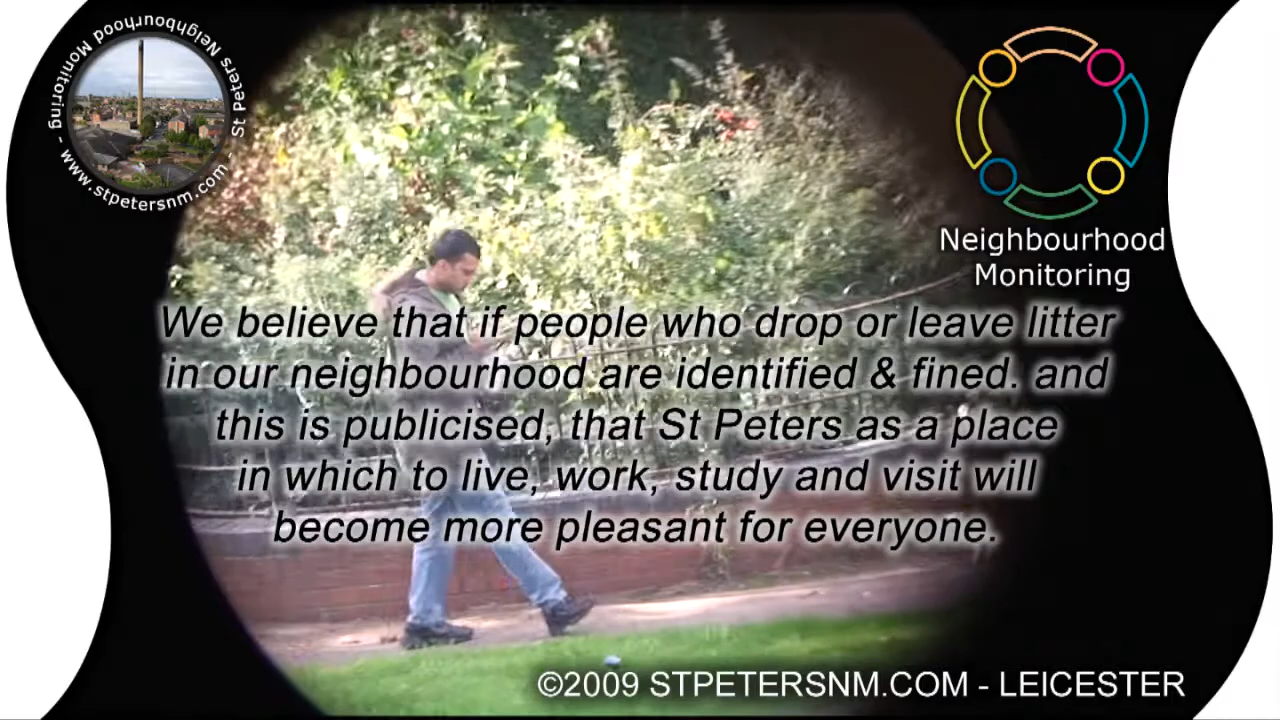 St Peters Neighbourhood Monitoring - www.stpetersnm.com -
Neighbourhood
Monitoring
We believe that if people who drop or leave litter
in our neighbourhood are identified & fined. and
this is publicised, that St Peters as a place
in which to live, work, study and visit will
become more pleasant for everyone.
©2009 STPETERSNM.COM - LEICESTER